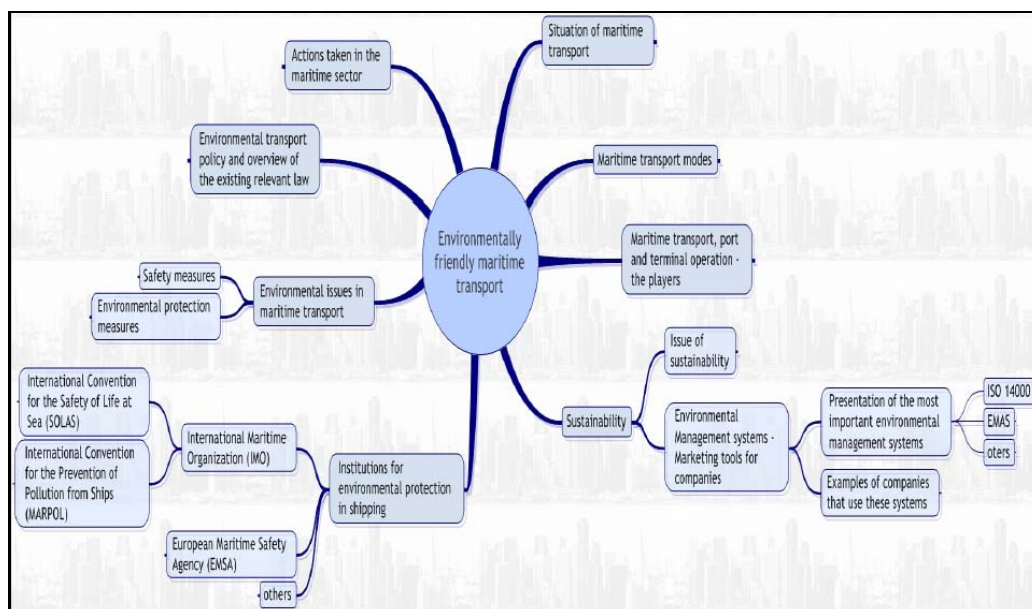 Situation of maritime
transport
Actions taken in the
maritime sector
Environmental transport
policy and overview of
the existing relevant law
Maritime transport modes
Environmentally
friendly maritime
transport
Maritime transport, port
and terminal operation -
the players
Safety measures
Environmental protection
measures
Environmental issues in
maritime transport
Issue of
sustainability
Sustainability
Environmental
Management systems -
Marketing tools for
companies
Presentation of the most
important environmental
management systems
ISO 14000
EMAS
oters
Examples of companies
that use these systems
International Convention
for the Safety of Life at
Sea (SOLAS)
International Convention
for the Prevention of
Pollution from Ships
(MARPOL)
International Maritime
Organization (IMO)
Institutions for
environmental protection
in shipping
European Maritime Safety
Agency (EMSA)
others